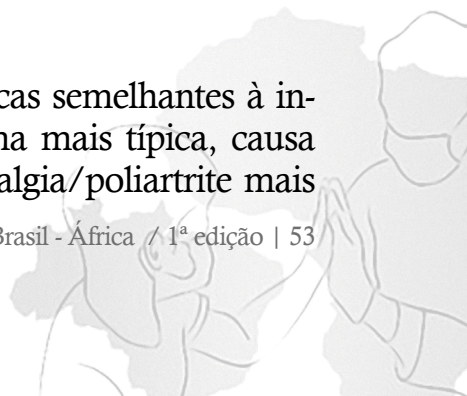 cas semelhantes à in-
na mais típica, causa
algia/poliartrite mais
Brasil - África / 1ª edição | 53